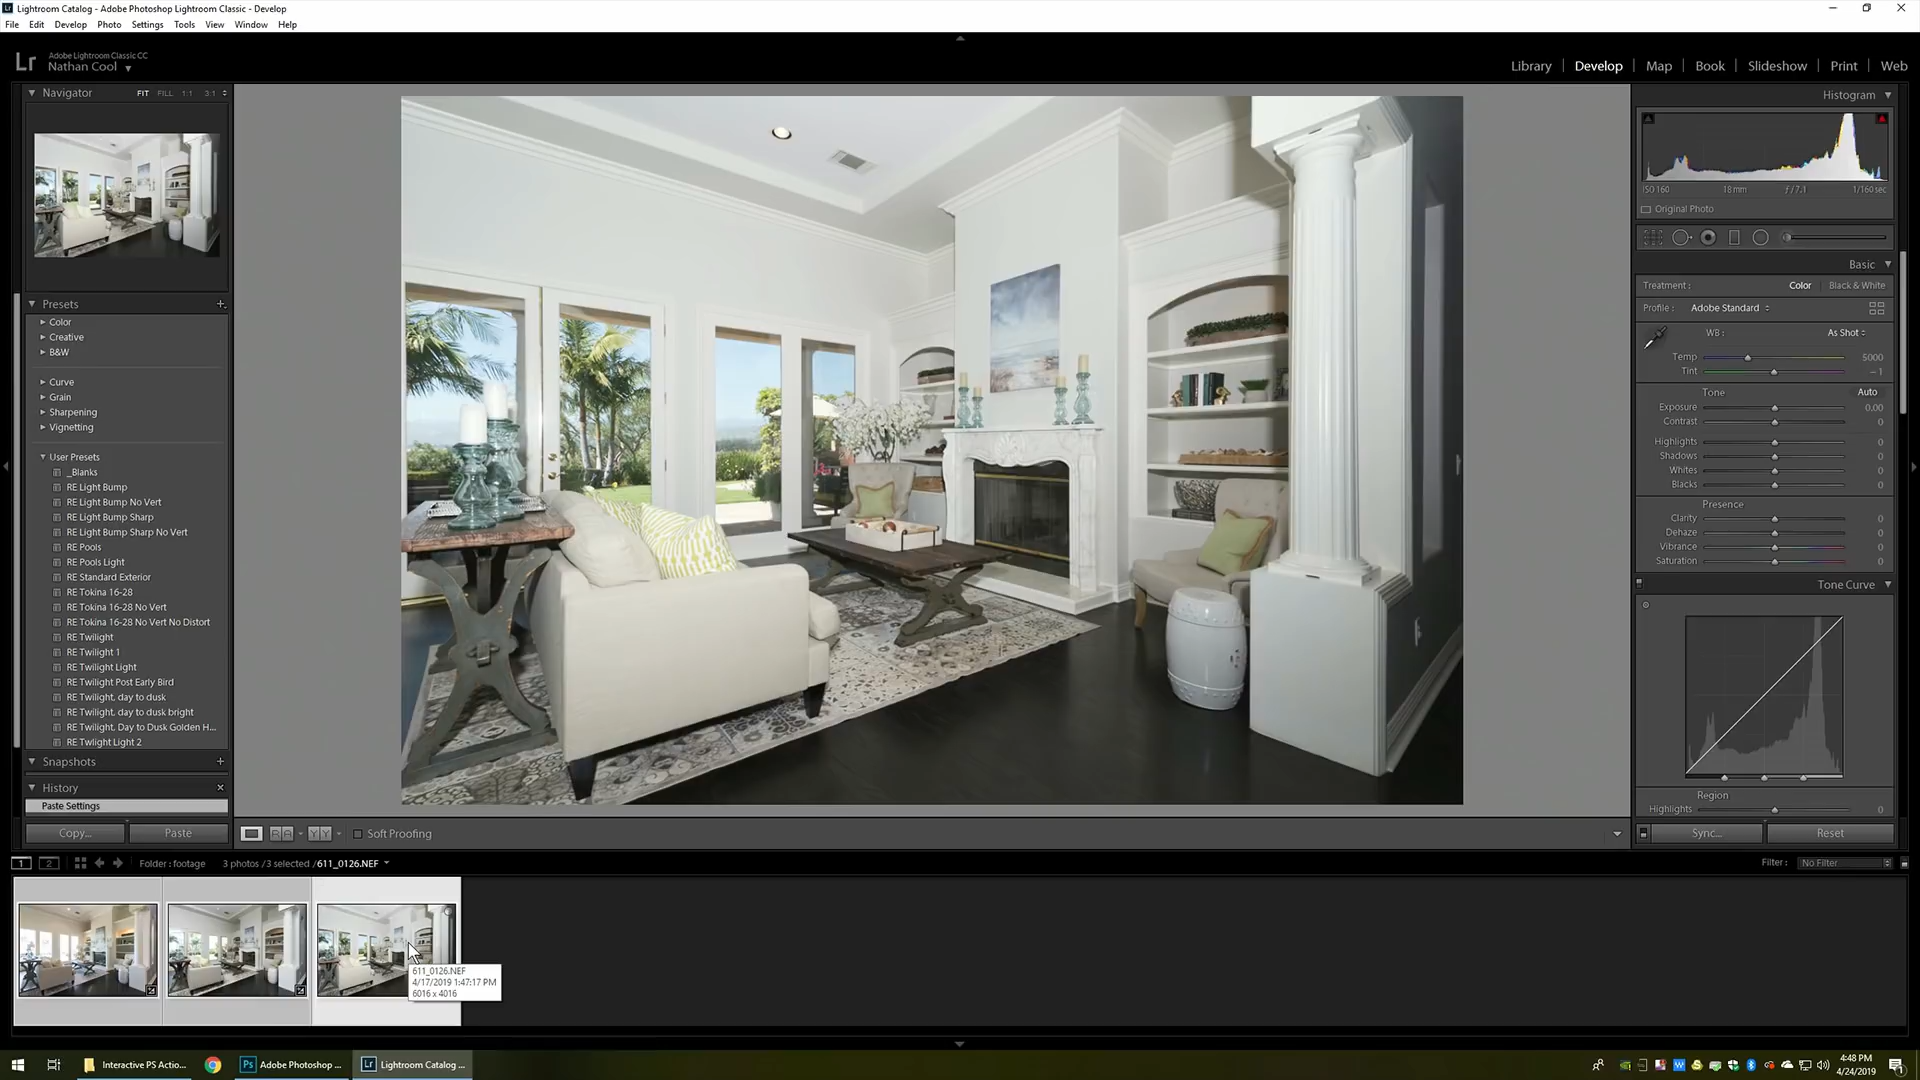 Lightroom Catalog - Adobe Photoshop Lightroom Classic - Develop
File Edit Develop Photo Settings Tools View Window Help
Lr Adobe Lightroom Classic CC
Nathan Cool
Library | Develop | Map | Book | Slideshow | Print | Web
Navigator FIT FILL 1:1 3:1
Presets +
Color
Creative
B&W
Curve
Grain
Sharpening
Vignetting
User Presets
_Blanks
RE Light Bump
RE Light Bump No Vert
RE Light Bump Sharp
RE Light Bump Sharp No Vert
RE Pools
RE Pools Light
RE Standard Exterior
RE Tokina 16-28
RE Tokina 16-28 No Vert
RE Tokina 16-28 No Vert No Distort
RE Twilight
RE Twilight 1
RE Twilight Light
RE Twilight Post Early Bird
RE Twilight, day to dusk
RE Twilight, day to dusk bright
RE Twilight, Day to Dusk Golden H...
RE Twlight Light 2
Snapshots +
History
Paste Settings
Copy... Paste
R A Y Y Soft Proofing
Histogram
ISO 160 18 mm ƒ / 7.1 1/160 sec
Original Photo
Basic
Treatment : Color Black & White
Profile : Adobe Standard
WB : As Shot
Temp 5000
Tint - 1
Tone Auto
Exposure 0.00
Contrast 0
Highlights 0
Shadows 0
Whites 0
Blacks 0
Presence
Clarity 0
Dehaze 0
Vibrance 0
Saturation 0
Tone Curve
Region
Highlights 0
Sync... Reset
1 2 Folder : footage 3 photos / 3 selected / 611_0126.NEF Filter : No Filter
611_0126.NEF
4/17/2019 1:47:17 PM
6016 x 4016
Interactive PS Actio... Ps Adobe Photoshop ... Lr Lightroom Catalog ...
4:48 PM
4/24/2019